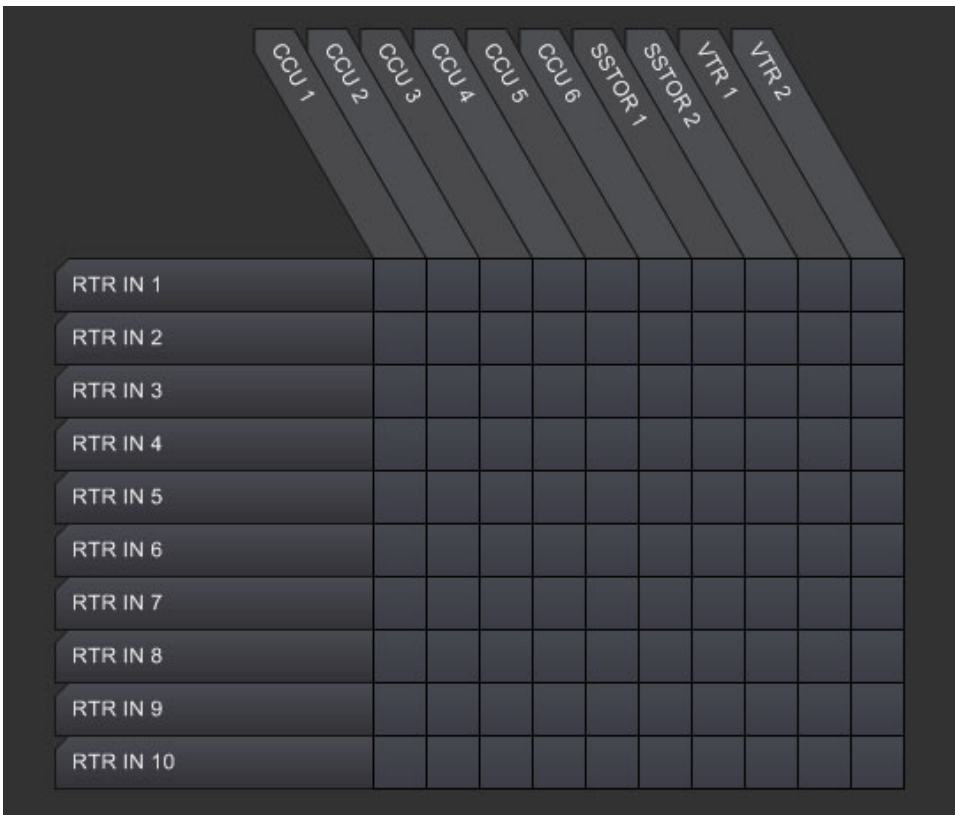 CCU 1
CCU 2
CCU 3
CCU 4
CCU 5
CCU 6
SSTOR 1
SSTOR 2
VTR 1
VTR 2
RTR IN 1
RTR IN 2
RTR IN 3
RTR IN 4
RTR IN 5
RTR IN 6
RTR IN 7
RTR IN 8
RTR IN 9
RTR IN 10